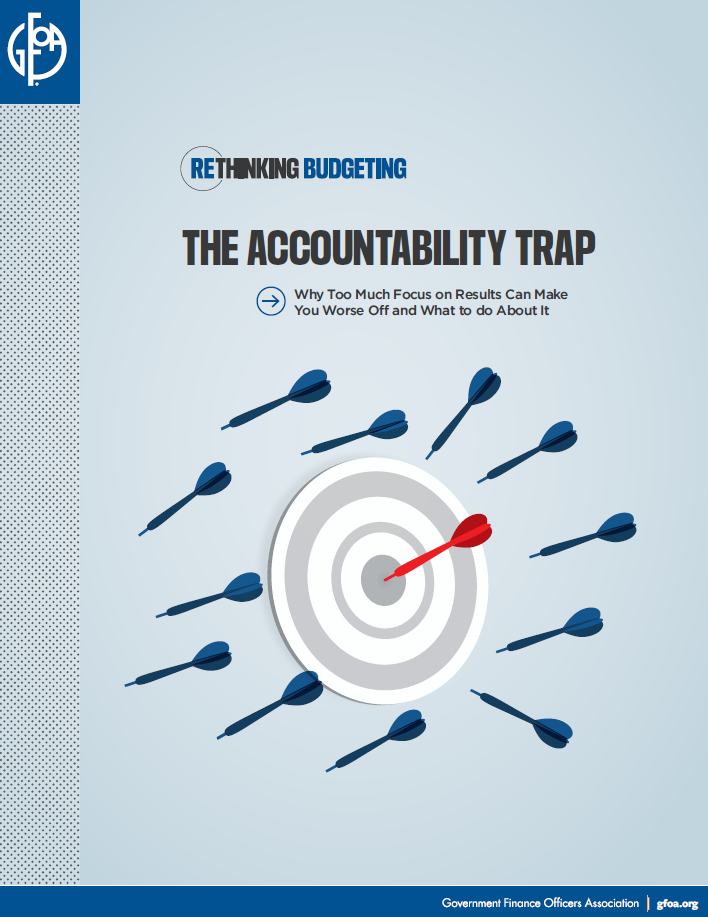 GFOA
RETHINKING BUDGETING
THE ACCOUNTABILITY TRAP
Why Too Much Focus on Results Can Make
You Worse Off and What to do About It
Government Finance Officers Association | gfoa.org